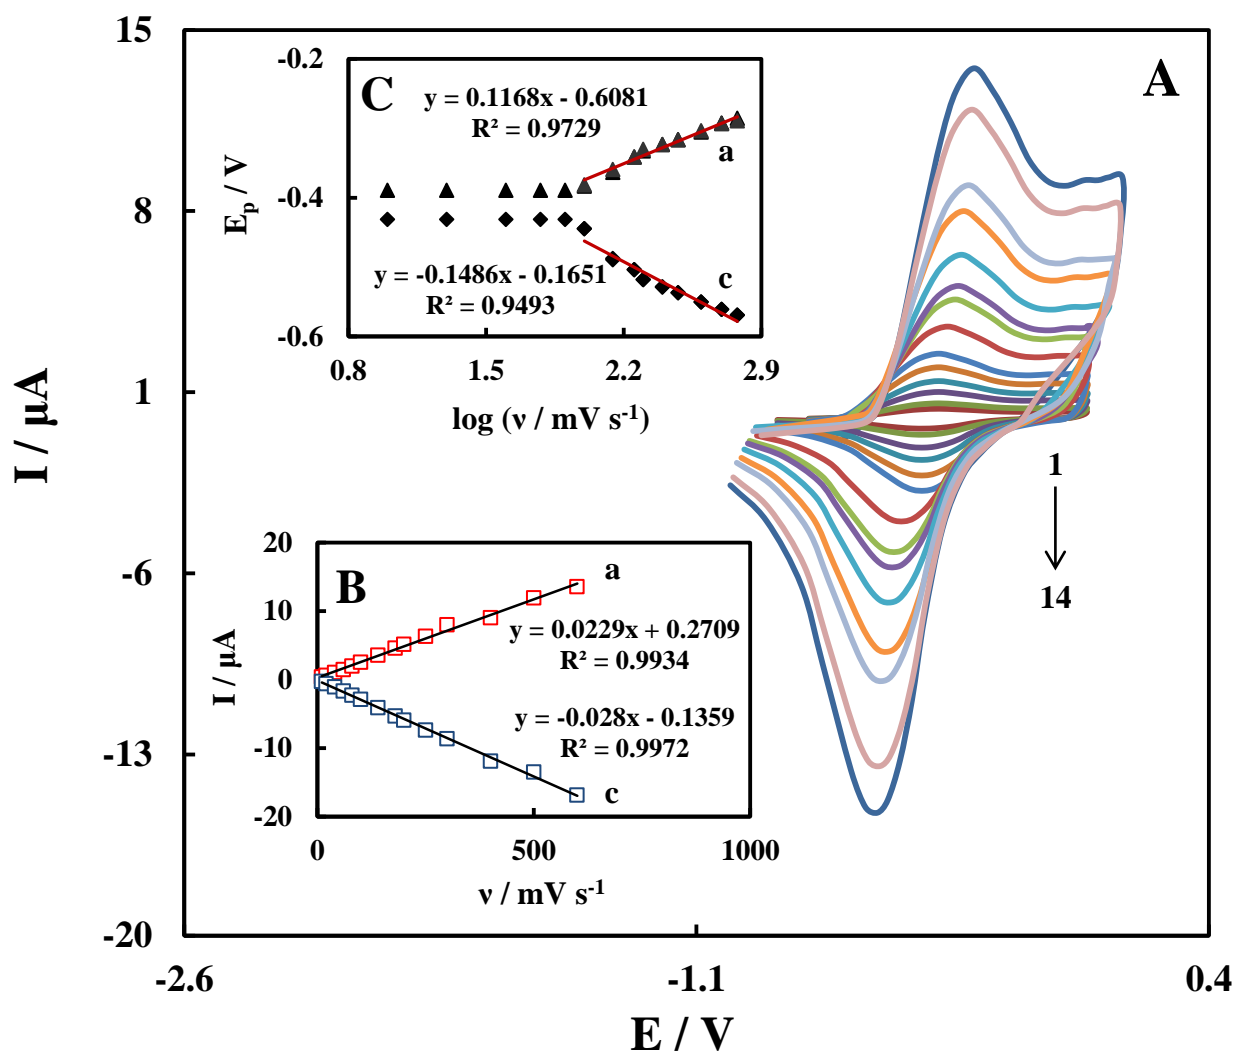 15
8
1
-6
-13
-20
I / µA
-2.6
-1.1
0.4
E / V
A
1
14
C
-0.2
-0.4
-0.6
Ep / V
y = 0.1168x - 0.6081
R² = 0.9729
a
y = -0.1486x - 0.1651
R² = 0.9493
c
0.8
1.5
2.2
2.9
log (ν / mV s-1)
B
20
10
0
-10
-20
I / µA
a
y = 0.0229x + 0.2709
R² = 0.9934
y = -0.028x - 0.1359
R² = 0.9972
c
0
500
1000
ν / mV s-1